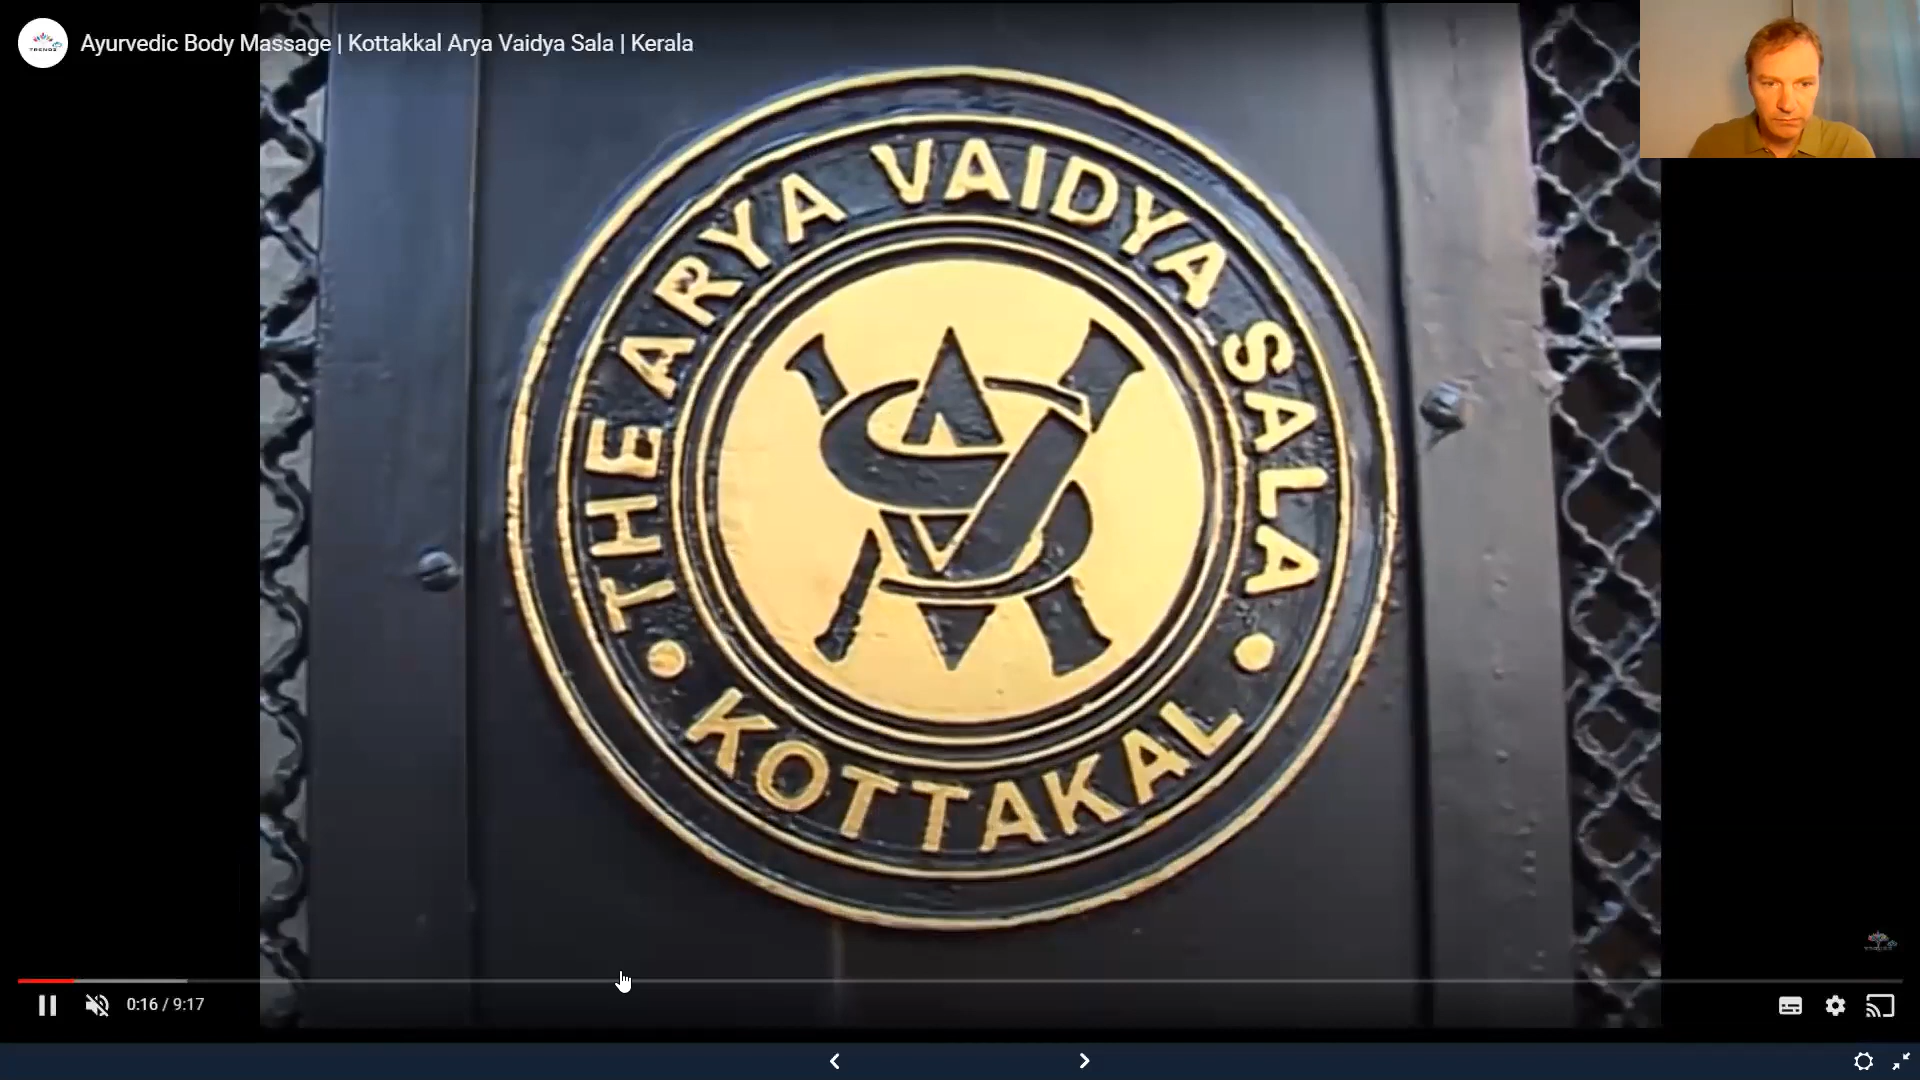 Ayurvedic Body Massage | Kottakkal Arya Vaidya Sala | Kerala
THE ARYA VAIDYA SALA
• KOTTAKAL •
0:16 / 9:17